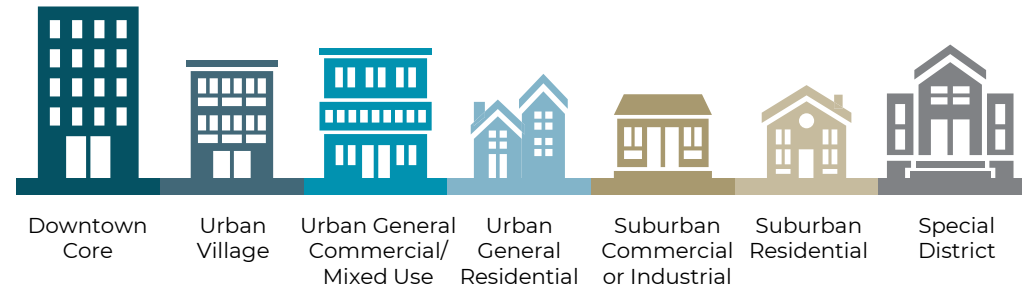 Downtown
Core
Urban
Village
Urban General
Commercial/
Mixed Use
Urban
General
Residential
Suburban
Commercial
or Industrial
Suburban
Residential
Special
District